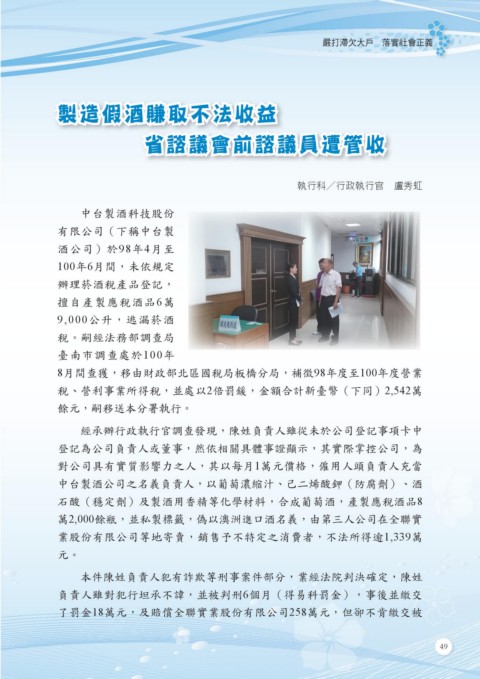 嚴打滯欠大戶　落實社會正義
製造假酒賺取不法收益
省諮議會前諮議員遭管收
執行科／行政執行官　盧秀虹
中台製酒科技股份
有限公司（下稱中台製
酒公司）於98年4月至
100年6月間，未依規定
辦理菸酒稅產品登記，
擅自產製應稅酒品6萬
9,000公升，逃漏菸酒
稅。嗣經法務部調查局
臺南市調查處於100年
8月間查獲，移由財政部北區國稅局板橋分局，補徵98年度至100年度營業
稅、營利事業所得稅，並處以2倍罰鍰，金額合計新臺幣（下同）2,542萬
餘元，嗣移送本分署執行。
經承辦行政執行官調查發現，陳姓負責人雖從未於公司登記事項卡中
登記為公司負責人或董事，然依相關具體事證顯示，其實際掌控公司，為
對公司具有實質影響力之人，其以每月1萬元價格，僱用人頭負責人充當
中台製酒公司之名義負責人，以葡萄濃縮汁、己二烯酸鉀（防腐劑）、酒
石酸（穩定劑）及製酒用香精等化學材料，合成葡萄酒，產製應稅酒品8
萬2,000餘瓶，並私製標籤，偽以澳洲進口酒名義，由第三人公司在全聯實
業股份有限公司等地寄賣，銷售予不特定之消費者，不法所得逾1,339萬
元。
本件陳姓負責人犯有詐欺等刑事案件部分，業經法院判決確定，陳姓
負責人雖對犯行坦承不諱，並被判刑6個月（得易科罰金），事後並繳交
了罰金18萬元，及賠償全聯實業股份有限公司258萬元，但卻不肯繳交被
49